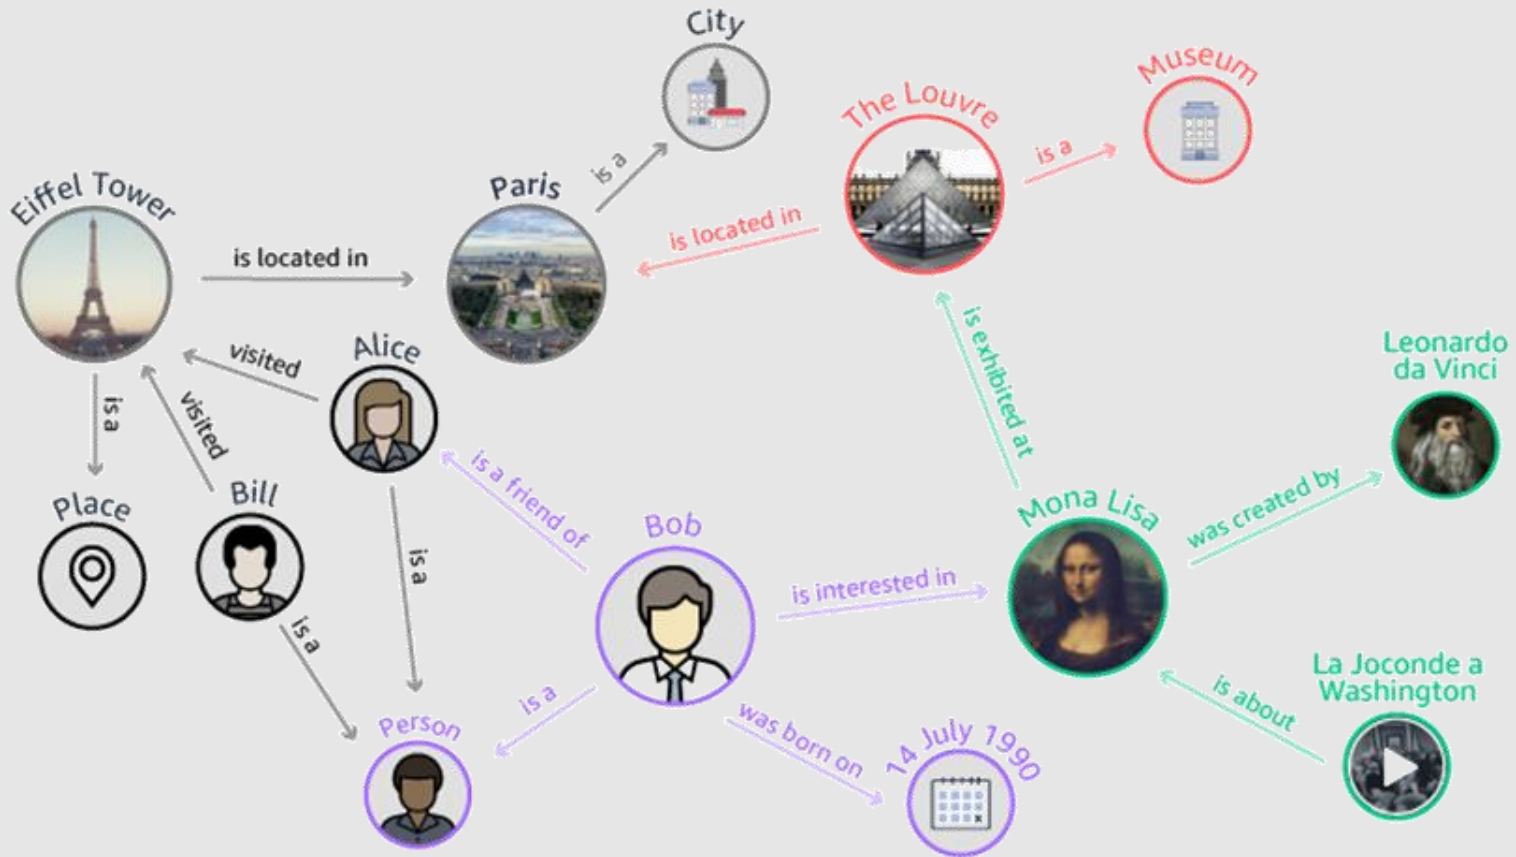 City
Museum
The Louvre
is a
is a
Paris
Eiffel Tower
is located in
is located in
visited
Alice
is exhibited at
Leonardo
da Vinci
is a
visited
is a friend of
Place
Bill
Bob
Mona Lisa
was created by
is a
is interested in
is a
La Joconde a
Washington
is a
is about
Person
was born on
14 July 1990